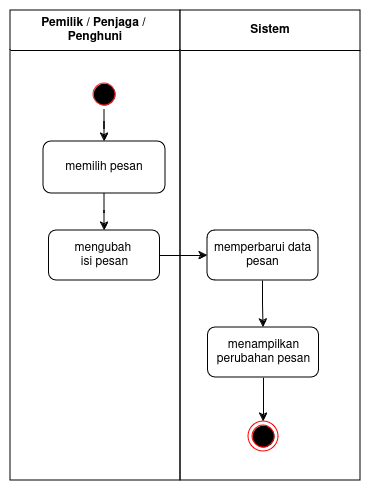 Pemilik / Penjaga /
Penghuni
Sistem
memilih pesan
mengubah
isi pesan
memperbarui data
pesan
menampilkan
perubahan pesan